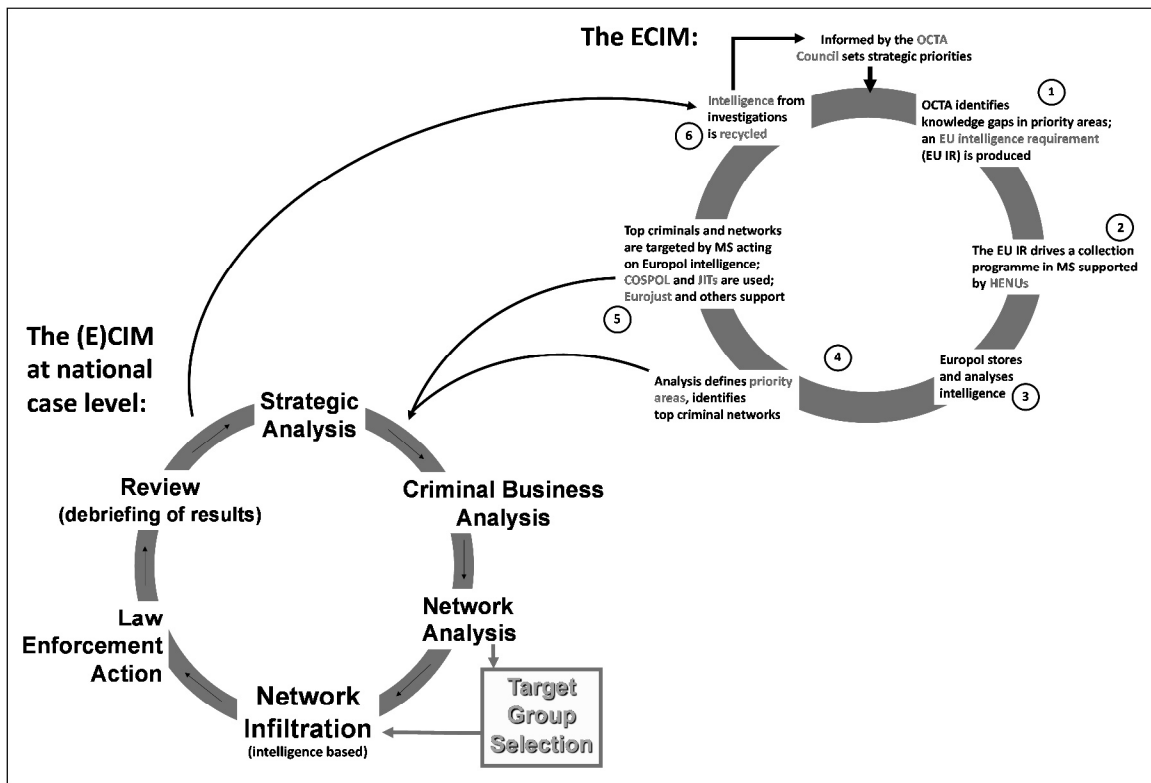 The ECIM:
Informed by the OCTA
Council sets strategic priorities
1
OCTA identifies
knowledge gaps in priority areas;
an EU intelligence requirement
(EU IR) is produced
2
The EU IR drives a collection
programme in MS supported
by HENUs
Europol stores
and analyses
intelligence
3
4
Analysis defines priority
areas, identifies
top criminal networks
Top criminals and networks
are targeted by MS acting
on Europol intelligence;
COSPOL and JITs are used;
Eurojust and others support
5
Intelligence from
investigations
is recycled
6
The (E)CIM
at national
case level:
Strategic
Analysis
Criminal Business
Analysis
Network
Analysis
Target
Group
Selection
Network
Infiltration
(intelligence based)
Law
Enforcement
Action
Review
(debriefing of results)